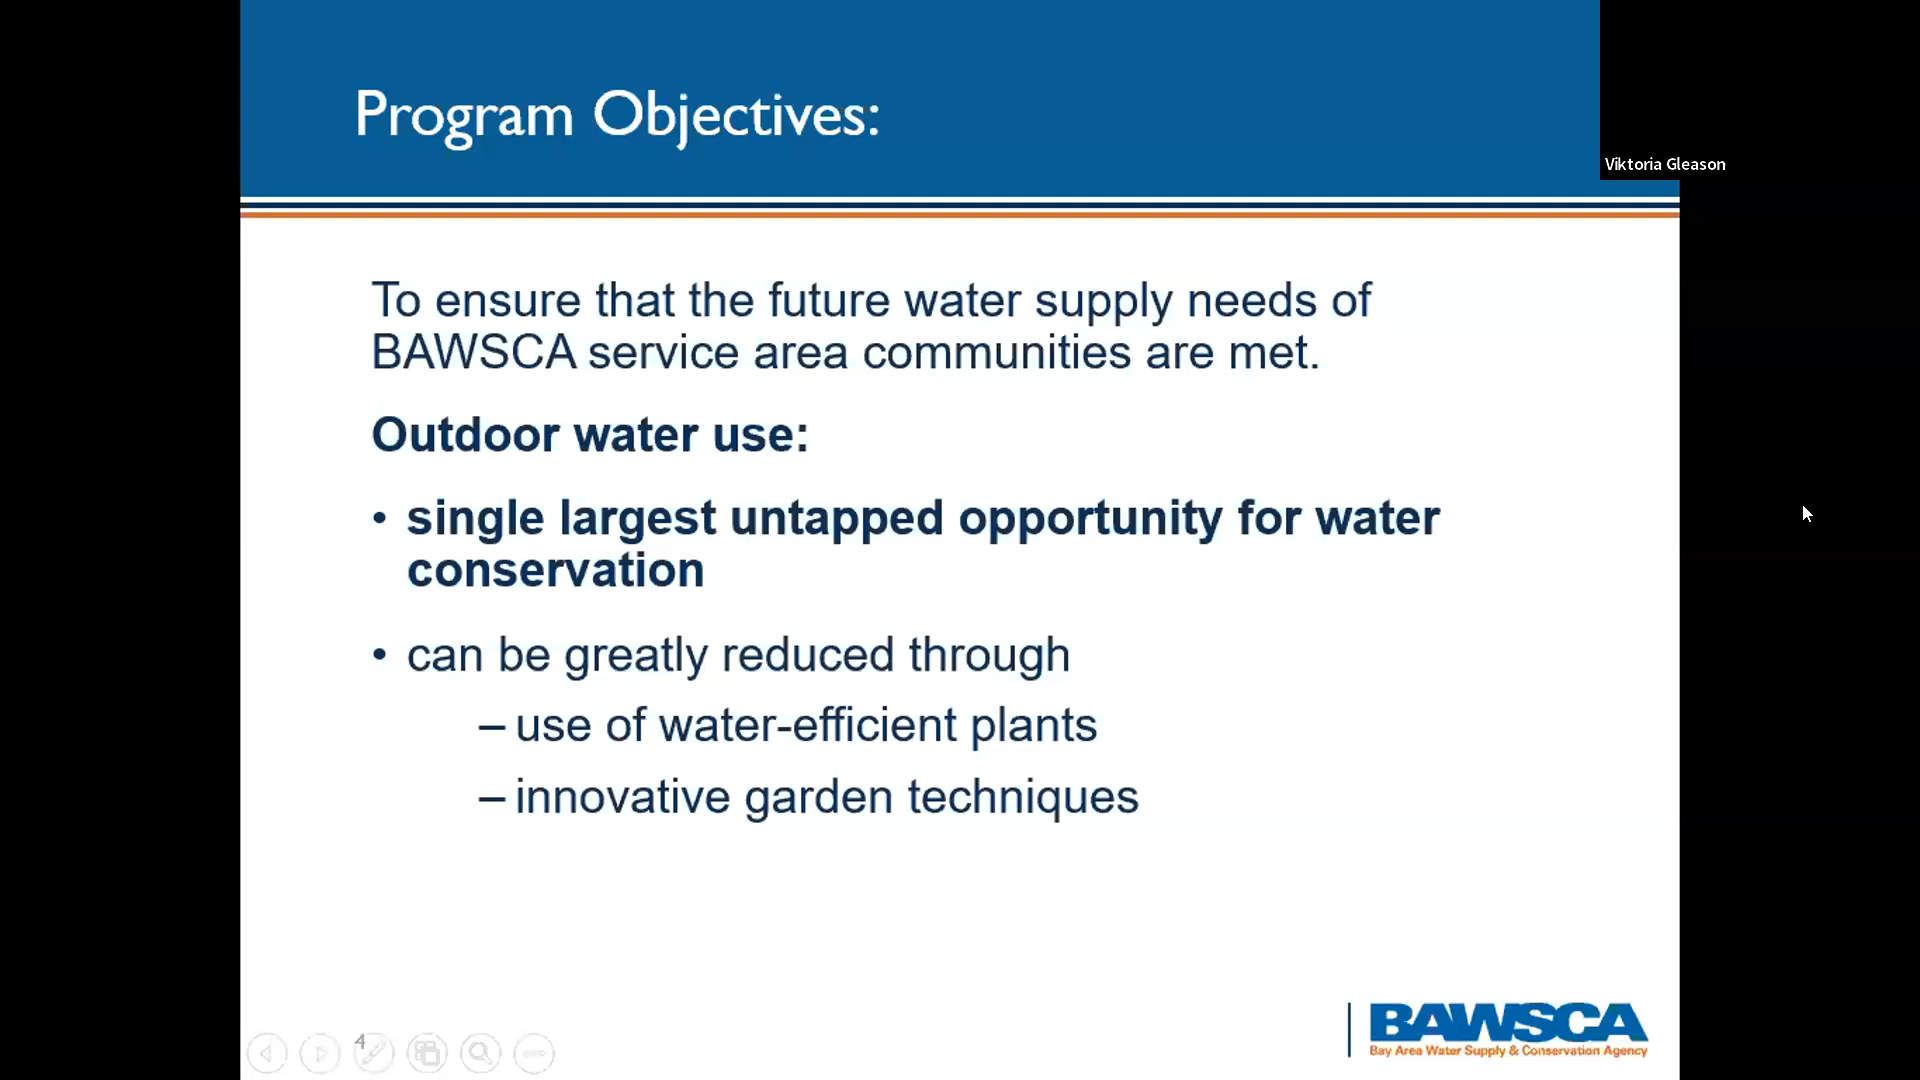 Program Objectives:
Viktoria Gleason
To ensure that the future water supply needs of
BAWSCA service area communities are met.
Outdoor water use:
• single largest untapped opportunity for water
conservation
• can be greatly reduced through
– use of water-efficient plants
– innovative garden techniques
4
BAWSCA
Bay Area Water Supply & Conservation Agency